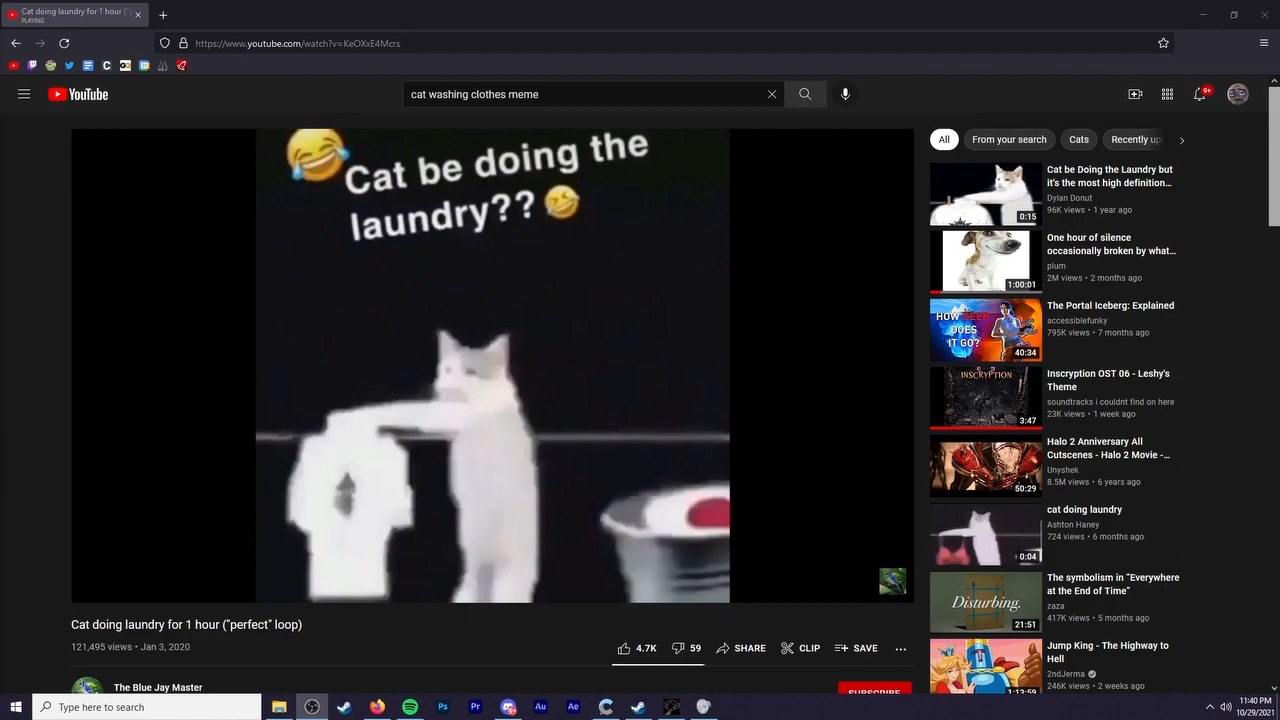 Cat doing laundry for 1 hour ("p
PLAYING
https://www.youtube.com/watch?v=KeOXxE4Mcrs
YouTube
cat washing clothes meme
9+
Cat be doing the
laundry??
Cat doing laundry for 1 hour ("perfect" loop)
121,495 views • Jan 3, 2020
4.7K
59
SHARE
CLIP
SAVE
The Blue Jay Master
SUBSCRIBE
All
From your search
Cats
Recently up
Cat be Doing the Laundry but
it's the most high definition…
Dylan Donut
96K views • 1 year ago
0:15
One hour of silence
occasionally broken by what…
plum
2M views • 2 months ago
1:00:01
HOW DEEP
DOES
IT GO?
40:34
The Portal Iceberg: Explained
accessiblefunky
795K views • 7 months ago
INSCRYPTION
3:47
Inscryption OST 06 - Leshy's
Theme
soundtracks i couldnt find on here
23K views • 1 week ago
Halo 2 Anniversary All
Cutscenes - Halo 2 Movie -…
Unyshek
8.5M views • 6 years ago
50:29
cat doing laundry
Ashton Haney
724 views • 6 months ago
0:04
Disturbing.
21:51
The symbolism in "Everywhere
at the End of Time"
zaza
417K views • 5 months ago
Jump King - The Highway to
Hell
2ndJerma
246K views • 2 weeks ago
1:13:59
Type here to search
Ps
Pr
Au
Ae
11:40 PM
10/29/2021